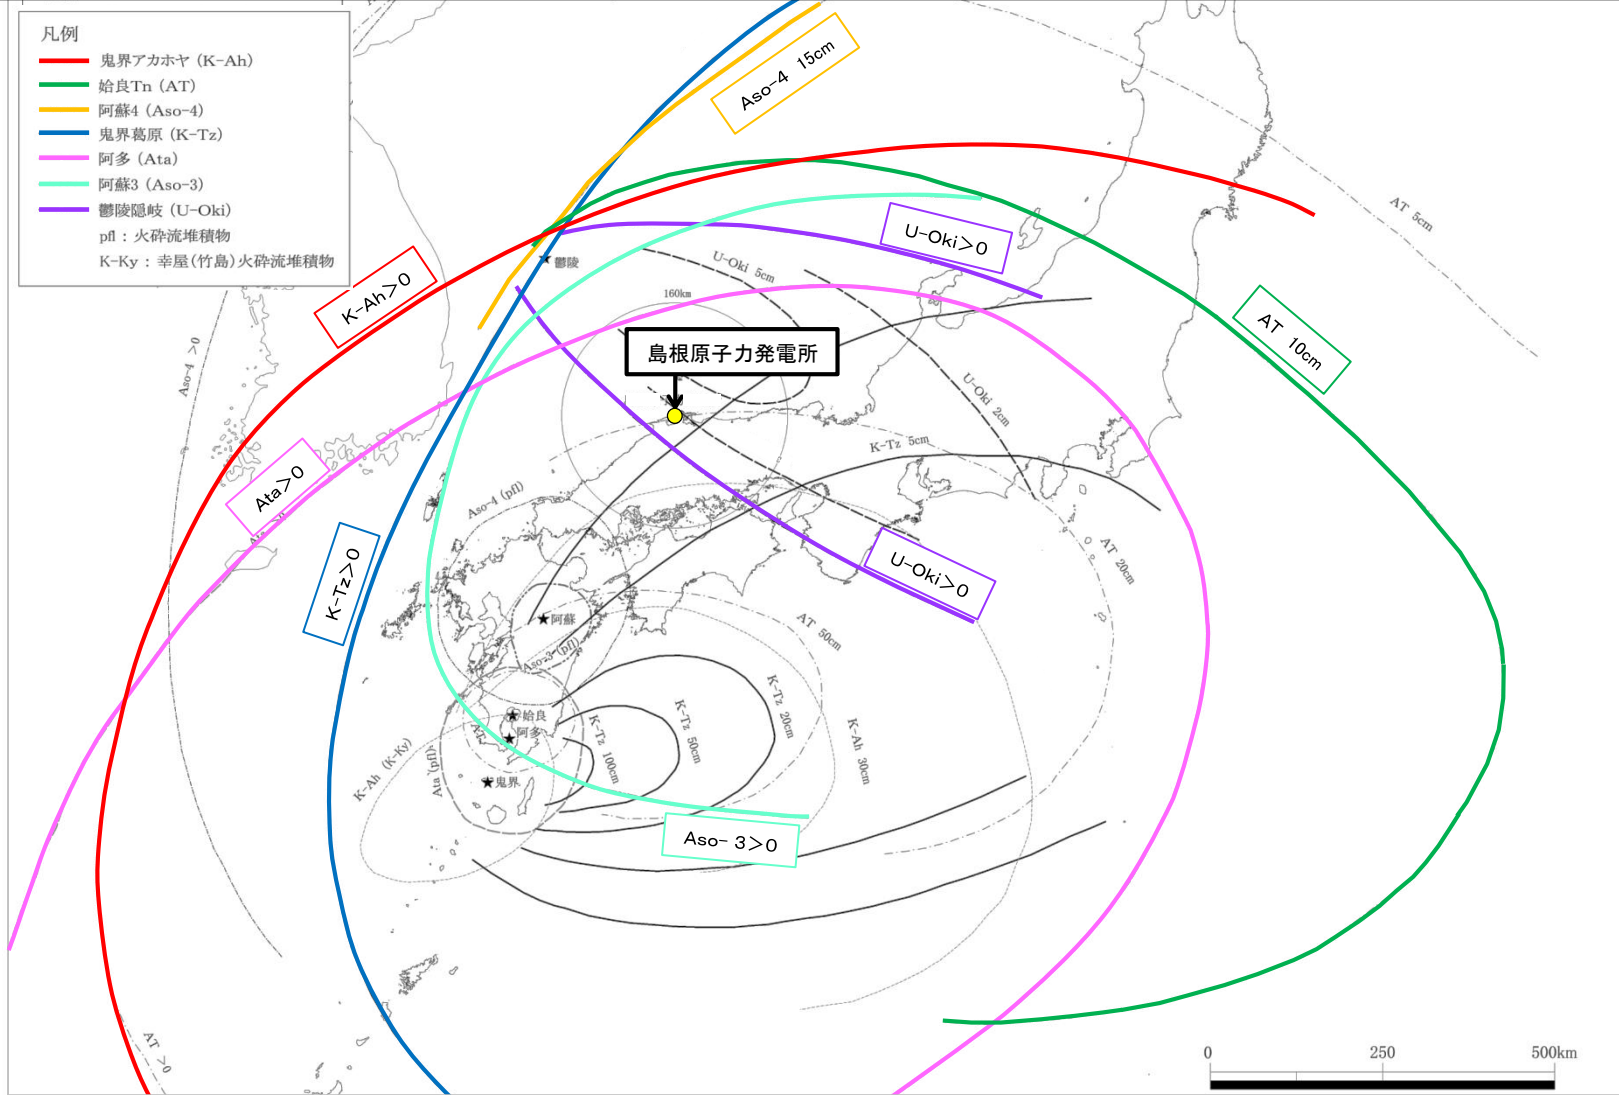 凡例
鬼界アカホヤ (K-Ah)
姶良Tn (AT)
阿蘇4 (Aso-4)
鬼界葛原 (K-Tz)
阿多 (Ata)
阿蘇3 (Aso-3)
鬱陵隠岐 (U-Oki)
pfl : 火砕流堆積物
K-Ky : 幸屋(竹島)火砕流堆積物
Aso-4 15cm
AT 5cm
U-Oki>0
K-Ah>0
鬱陵
U-Oki 5cm
160km
AT 10cm
島根原子力発電所
Aso-4 >0
U-Oki 2cm
K-Tz 5cm
Ata>0
Aso-4 (pfl)
K-Tz>0
AT 20cm
U-Oki>0
阿蘇
AT 50cm
Aso-3 (pfl)
K-Tz 20cm
K-Tz 50cm
K-Tz 100cm
K-Ah 30cm
姶良
阿多
鬼界
K-Ah (K-Ky)
Ata (pfl)
Aso-3>0
AT >0
0 250 500km